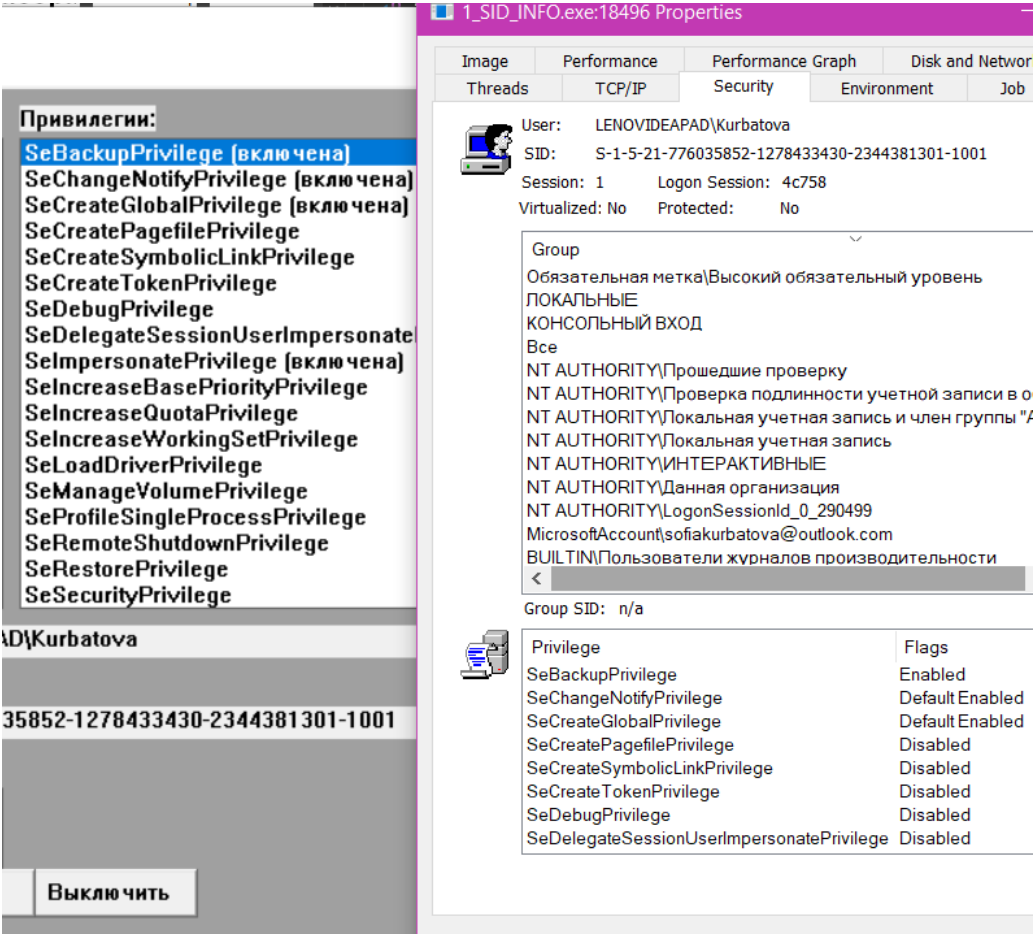 Привилегии:
SeBackupPrivilege (включена)
SeChangeNotifyPrivilege (включена)
SeCreateGlobalPrivilege (включена)
SeCreatePagefilePrivilege
SeCreateSymbolicLinkPrivilege
SeCreateTokenPrivilege
SeDebugPrivilege
SeDelegateSessionUserImpersonate
SeImpersonatePrivilege (включена)
SeIncreaseBasePriorityPrivilege
SeIncreaseQuotaPrivilege
SeIncreaseWorkingSetPrivilege
SeLoadDriverPrivilege
SeManageVolumePrivilege
SeProfileSingleProcessPrivilege
SeRemoteShutdownPrivilege
SeRestorePrivilege
SeSecurityPrivilege
\Kurbatova
35852-1278433430-2344381301-1001
Выключить
1_SID_INFO.exe:18496 Properties
Image Performance Performance Graph Disk and Networ
Threads TCP/IP Security Environment Job
User: LENOVIDEAPAD\Kurbatova
SID: S-1-5-21-776035852-1278433430-2344381301-1001
Session: 1 Logon Session: 4c758
Virtualized: No Protected: No
Group
Обязательная метка\Высокий обязательный уровень
ЛОКАЛЬНЫЕ
КОНСОЛЬНЫЙ ВХОД
Все
NT AUTHORITY\Прошедшие проверку
NT AUTHORITY\Проверка подлинности учетной записи в
NT AUTHORITY\Локальная учетная запись и член группы "А
NT AUTHORITY\Локальная учетная запись
NT AUTHORITY\ИНТЕРАКТИВНЫЕ
NT AUTHORITY\Данная организация
NT AUTHORITY\LogonSessionId_0_290499
MicrosoftAccount\sofiakurbatova@outlook.com
BUILTIN\Пользователи журналов производительности
Group SID: n/a
Privilege Flags
SeBackupPrivilege Enabled
SeChangeNotifyPrivilege Default Enabled
SeCreateGlobalPrivilege Default Enabled
SeCreatePagefilePrivilege Disabled
SeCreateSymbolicLinkPrivilege Disabled
SeCreateTokenPrivilege Disabled
SeDebugPrivilege Disabled
SeDelegateSessionUserImpersonatePrivilege Disabled